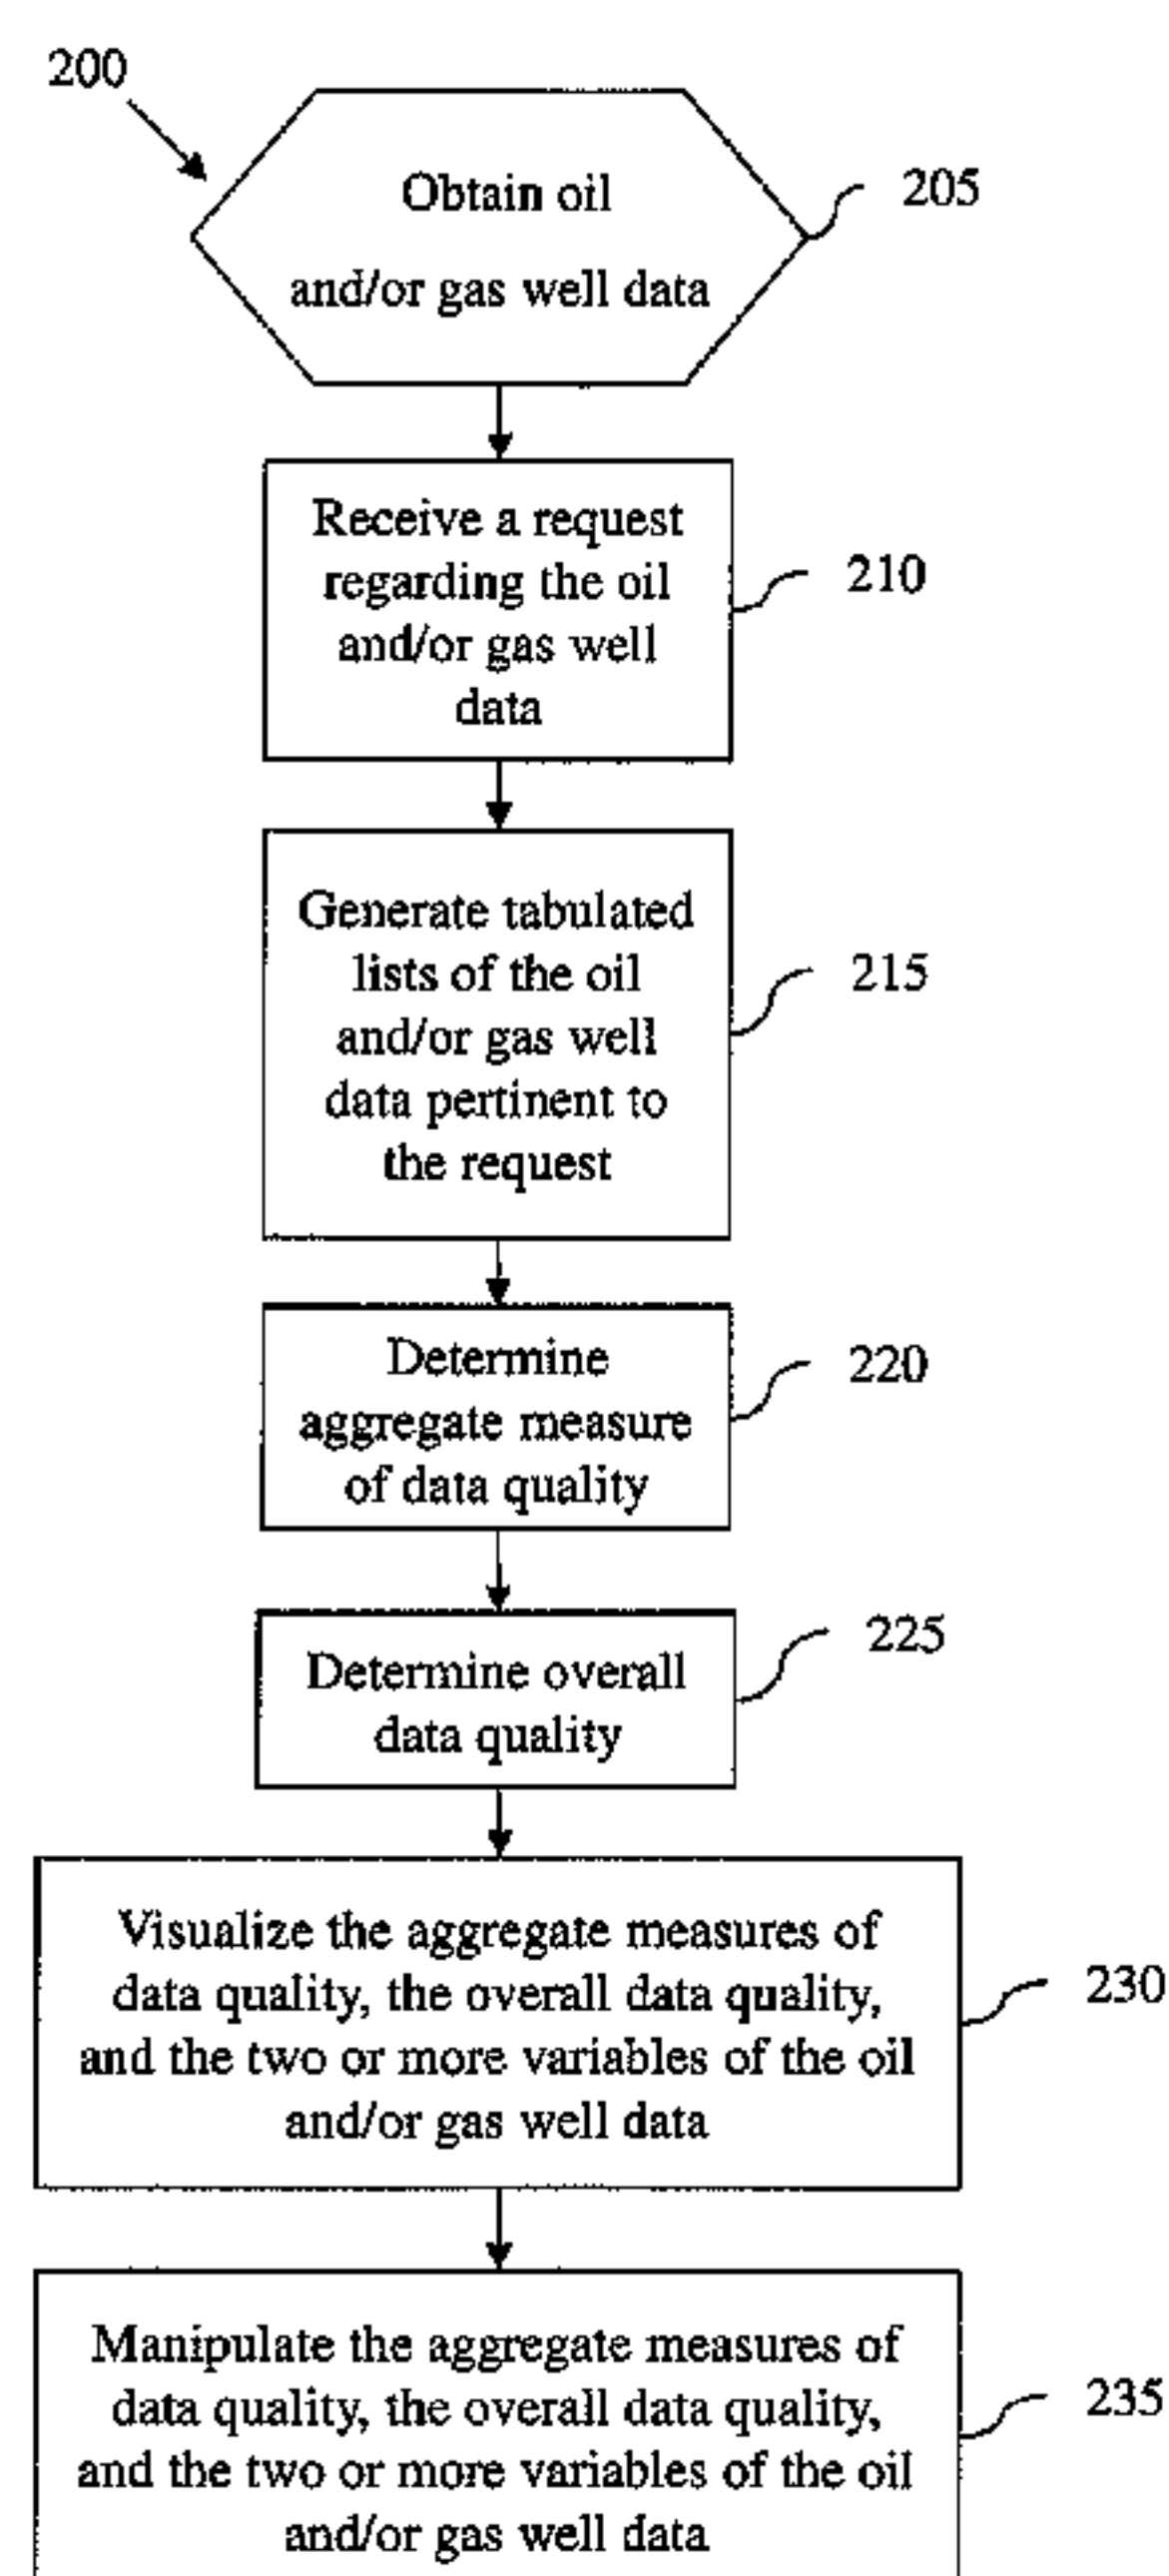 200
Obtain oil
and/or gas well data
205
Receive a request
regarding the oil
and/or gas well
data
210
Generate tabulated
lists of the oil
and/or gas well
data pertinent to
the request
215
Determine
aggregate measure
of data quality
220
Determine overall
data quality
225
Visualize the aggregate measures of
data quality, the overall data quality,
and the two or more variables of the oil
and/or gas well data
230
Manipulate the aggregate measures of
data quality, the overall data quality,
and the two or more variables of the oil
and/or gas well data
235